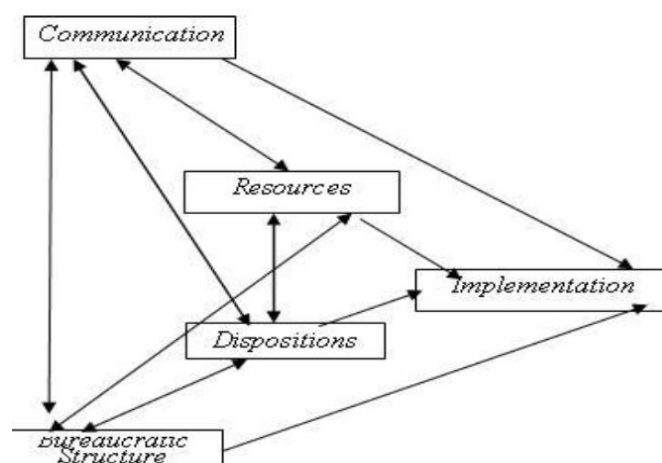 Communication
Resources
Implementation
Dispositions
Bureaucratic
Structure